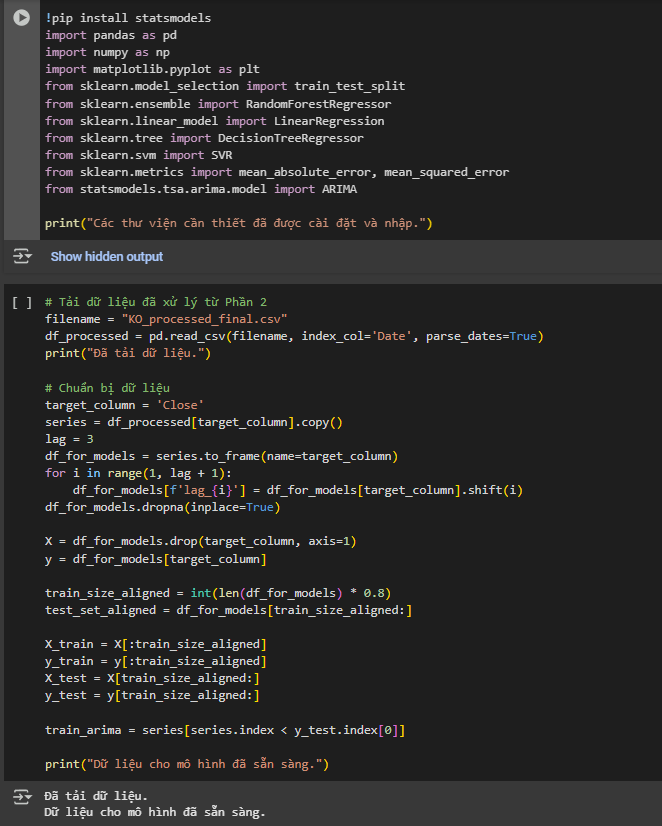 !pip install statsmodels
import pandas as pd
import numpy as np
import matplotlib.pyplot as plt
from sklearn.model_selection import train_test_split
from sklearn.ensemble import RandomForestRegressor
from sklearn.linear_model import LinearRegression
from sklearn.tree import DecisionTreeRegressor
from sklearn.svm import SVR
from sklearn.metrics import mean_absolute_error, mean_squared_error
from statsmodels.tsa.arima.model import ARIMA

print("Các thư viện cần thiết đã được cài đặt và nhập.")
Show hidden output
[ ] # Tải dữ liệu đã xử lý từ Phần 2
filename = "KO_processed_final.csv"
df_processed = pd.read_csv(filename, index_col='Date', parse_dates=True)
print("Đã tải dữ liệu.")

# Chuẩn bị dữ liệu
target_column = 'Close'
series = df_processed[target_column].copy()
lag = 3
df_for_models = series.to_frame(name=target_column)
for i in range(1, lag + 1):
    df_for_models[f'lag_{i}'] = df_for_models[target_column].shift(i)
df_for_models.dropna(inplace=True)

X = df_for_models.drop(target_column, axis=1)
y = df_for_models[target_column]

train_size_aligned = int(len(df_for_models) * 0.8)
test_set_aligned = df_for_models[train_size_aligned:]

X_train = X[:train_size_aligned]
y_train = y[:train_size_aligned]
X_test = X[train_size_aligned:]
y_test = y[train_size_aligned:]

train_arima = series[series.index < y_test.index[0]]

print("Dữ liệu cho mô hình đã sẵn sàng.")
Đã tải dữ liệu.
Dữ liệu cho mô hình đã sẵn sàng.